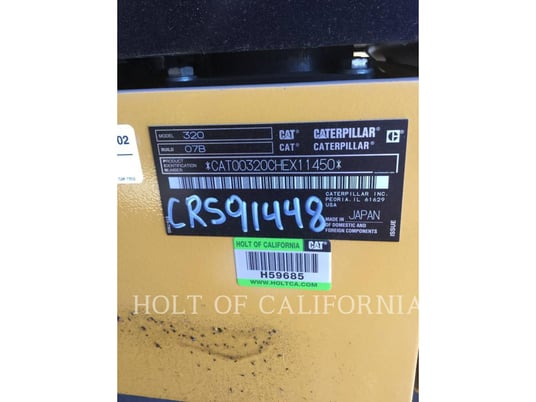 02
MODEL 320 CAT CATERPILLAR C
BUILD 07B CAT CATERPILLAR
PRODUCT IDENTIFICATION NUMBER *CAT00320CHEX11450*
CATERPILLAR INC.
PEORIA, IL 61629
USA
CRS91448
MADE IN JAPAN
OF DOMESTIC AND
FOREIGN COMPONENTS
ISSUE
HOLT OF CALIFORNIA CAT
H59685
WWW.HOLTCA.COM
HOLT OF CALIFORNIA